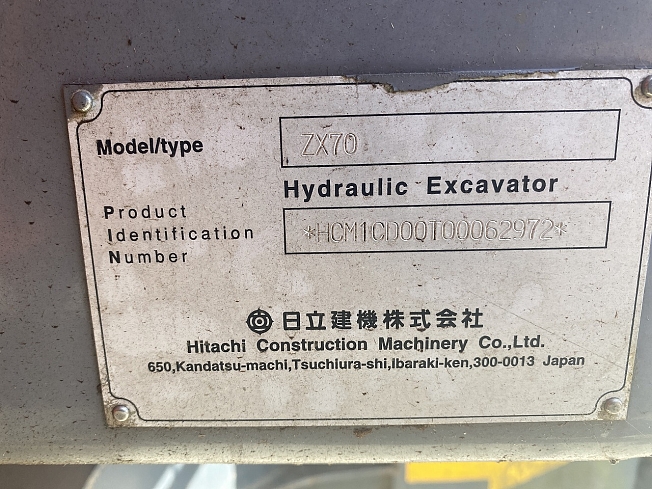 Model/type ZX70
Hydraulic Excavator
Product
Identification *HCM1CD00T00062972*
Number
日立建機株式会社
Hitachi Construction Machinery Co.,Ltd.
650,Kandatsu-machi,Tsuchiura-shi,Ibaraki-ken,300-0013 Japan